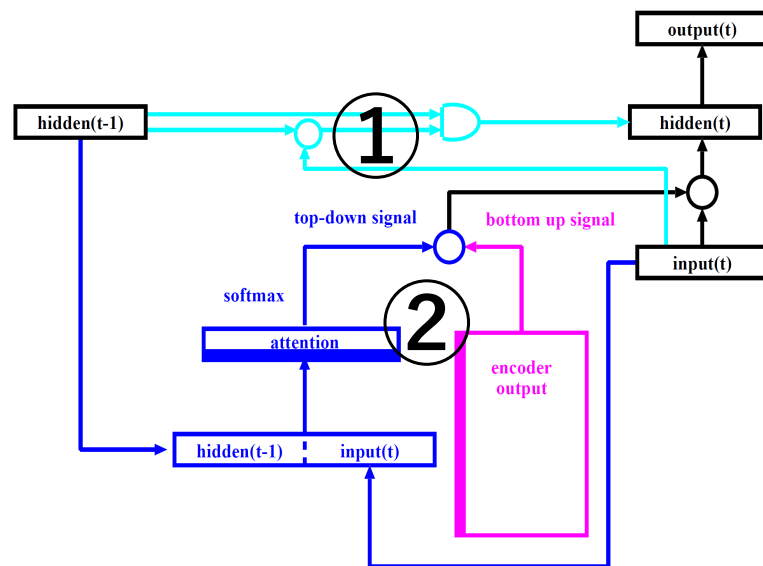 output(t)
hidden(t-1)
1
hidden(t)
top-down signal
bottom up signal
input(t)
softmax
2
attention
encoder
output
hidden(t-1)
input(t)